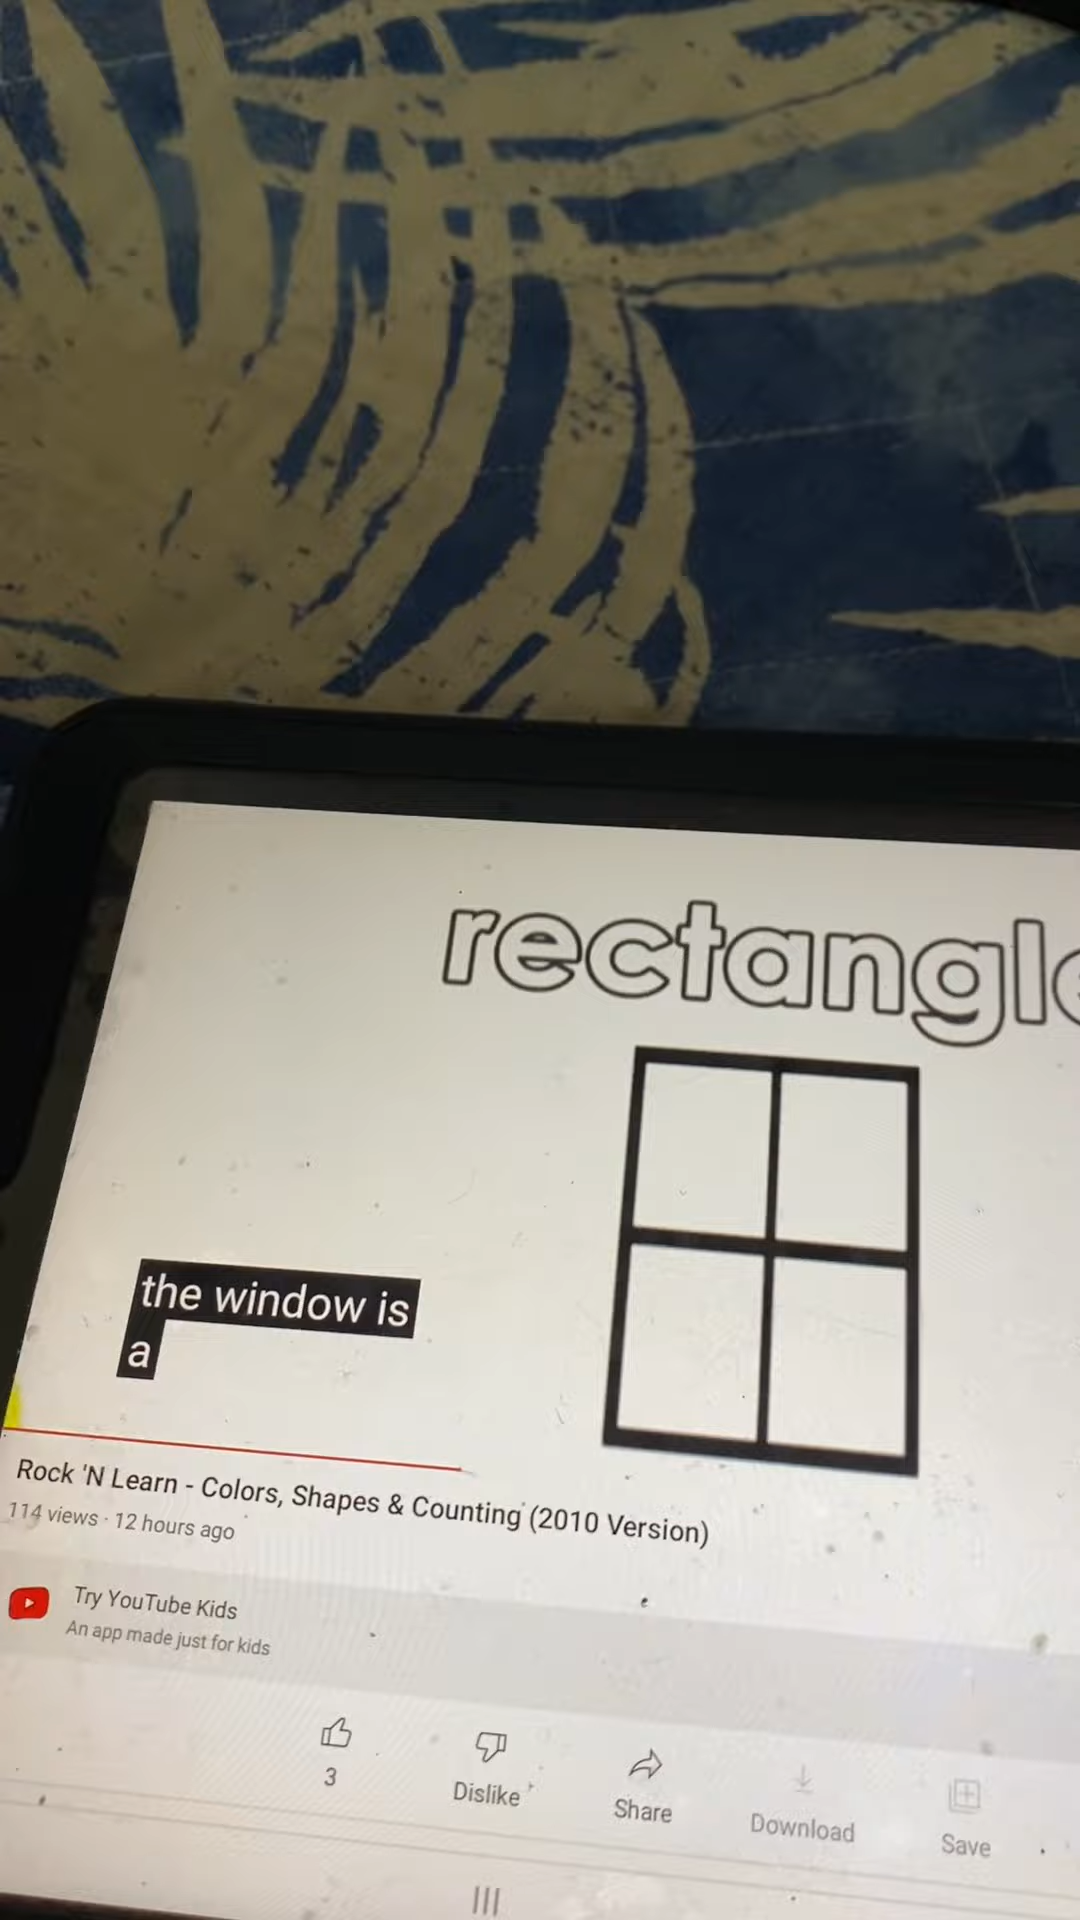 rectangle
the window is
a
Rock 'N Learn - Colors, Shapes & Counting (2010 Version)
114 views · 12 hours ago
Try YouTube Kids
An app made just for kids
3
Dislike
Share
Download
Save